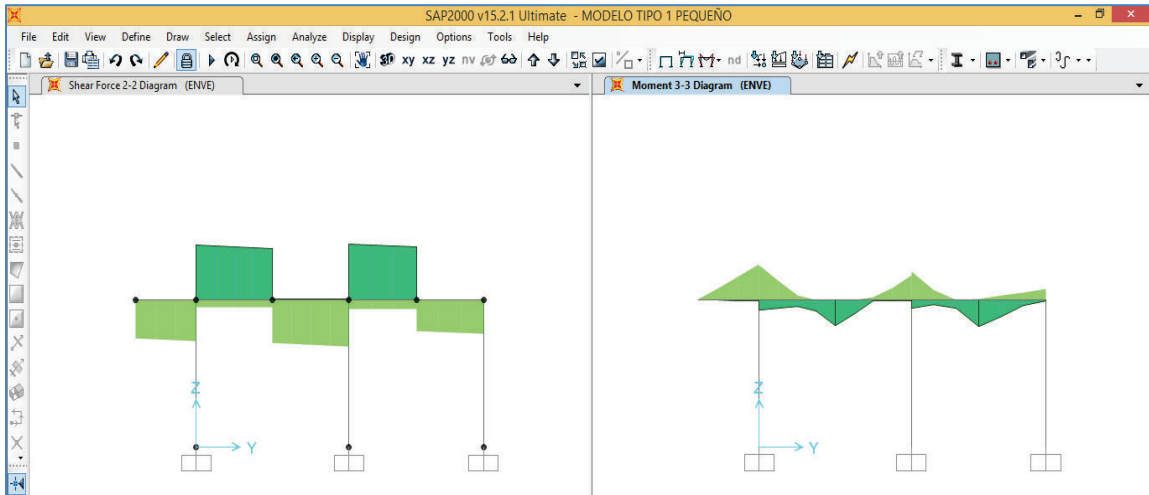 SAP2000 v15.2.1 Ultimate - MODELO TIPO 1 PEQUEÑO
File Edit View Define Draw Select Assign Analyze Display Design Options Tools Help
3D xy xz yz nv nd
Shear Force 2-2 Diagram (ENVE)
Moment 3-3 Diagram (ENVE)
Z
Y
Z
Y